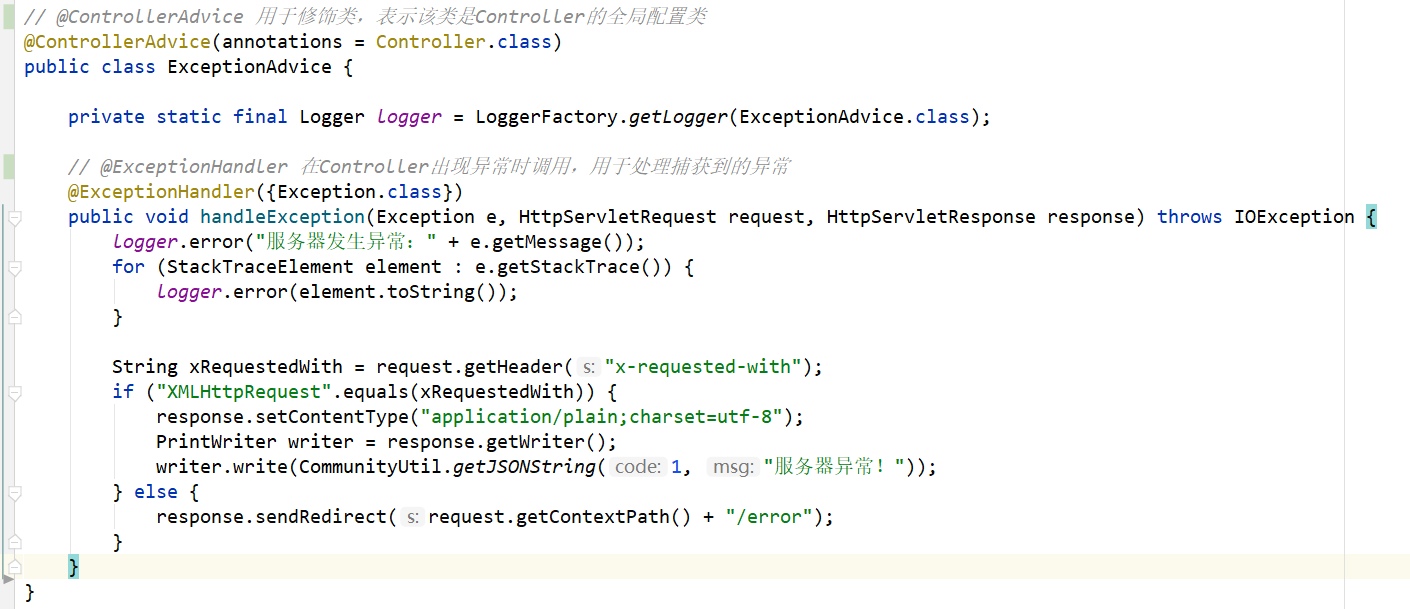 // @ControllerAdvice 用于修饰类，表示该类是Controller的全局配置类
@ControllerAdvice(annotations = Controller.class)
public class ExceptionAdvice {
private static final Logger logger = LoggerFactory.getLogger(ExceptionAdvice.class);
// @ExceptionHandler 在Controller出现异常时调用，用于处理捕获到的异常
@ExceptionHandler({Exception.class})
public void handleException(Exception e, HttpServletRequest request, HttpServletResponse response) throws IOException {
logger.error("服务器发生异常：" + e.getMessage());
for (StackTraceElement element : e.getStackTrace()) {
logger.error(element.toString());
}
String xRequestedWith = request.getHeader( s: "x-requested-with");
if ("XMLHttpRequest".equals(xRequestedWith)) {
response.setContentType("application/plain;charset=utf-8");
PrintWriter writer = response.getWriter();
writer.write(CommunityUtil.getJSONString( code: 1, msg: "服务器异常！"));
} else {
response.sendRedirect( s: request.getContextPath() + "/error");
}
}
}